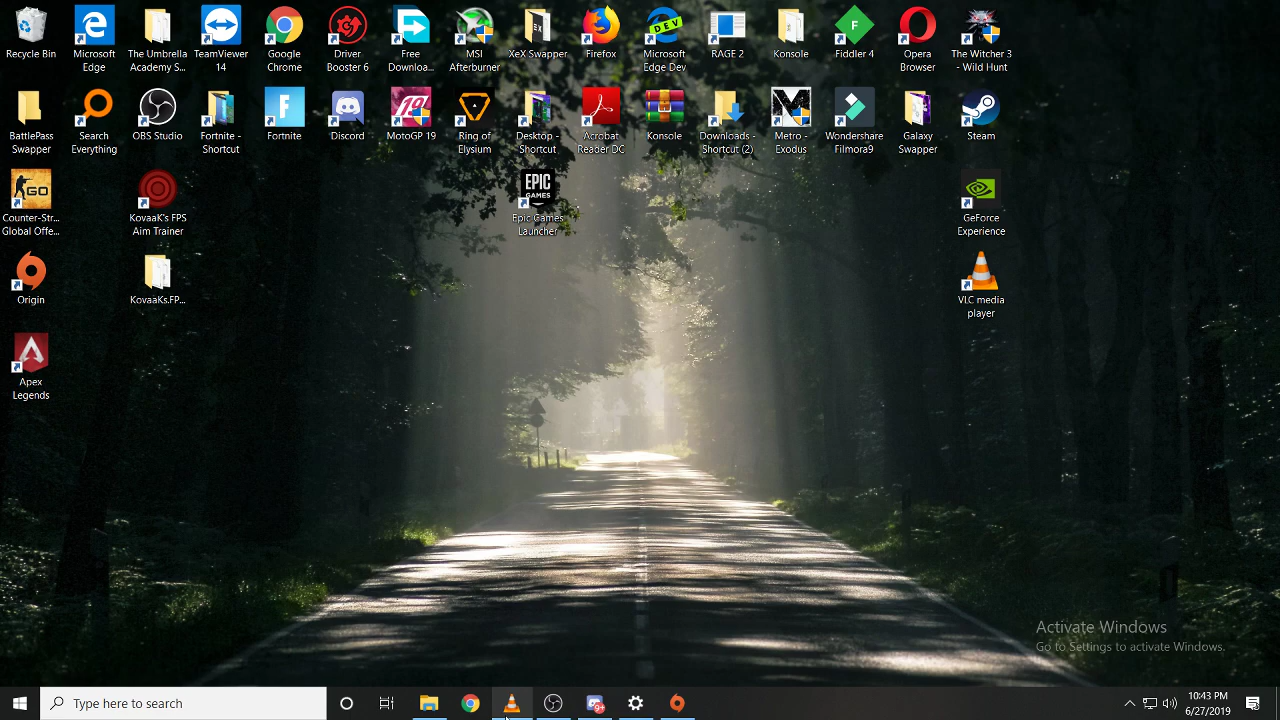 Recycle Bin
Microsoft
Edge
The Umbrella
Academy S...
TeamViewer
14
Google
Chrome
Driver
Booster 6
Free
Downloa...
MSI
Afterburner
XeX Swapper
Firefox
Microsoft
Edge Dev
RAGE 2
Konsole
Fiddler 4
Opera
Browser
The Witcher 3
- Wild Hunt
BattlePass
Swapper
Search
Everything
OBS Studio
Fortnite -
Shortcut
Fortnite
Discord
MotoGP 19
Ring of
Elysium
Desktop -
Shortcut
Acrobat
Reader DC
Konsole
Downloads -
Shortcut (2)
Metro -
Exodus
Wondershare
Filmora9
Galaxy
Swapper
Steam
Counter-Str...
Global Offe...
KovaaK's FPS
Aim Trainer
EPIC
GAMES
Epic Games
Launcher
GeForce
Experience
Origin
KovaaKs.FP...
VLC media
player
Apex
Legends
Activate Windows
Go to Settings to activate Windows.
Type here to search
10:43 PM
6/27/2019